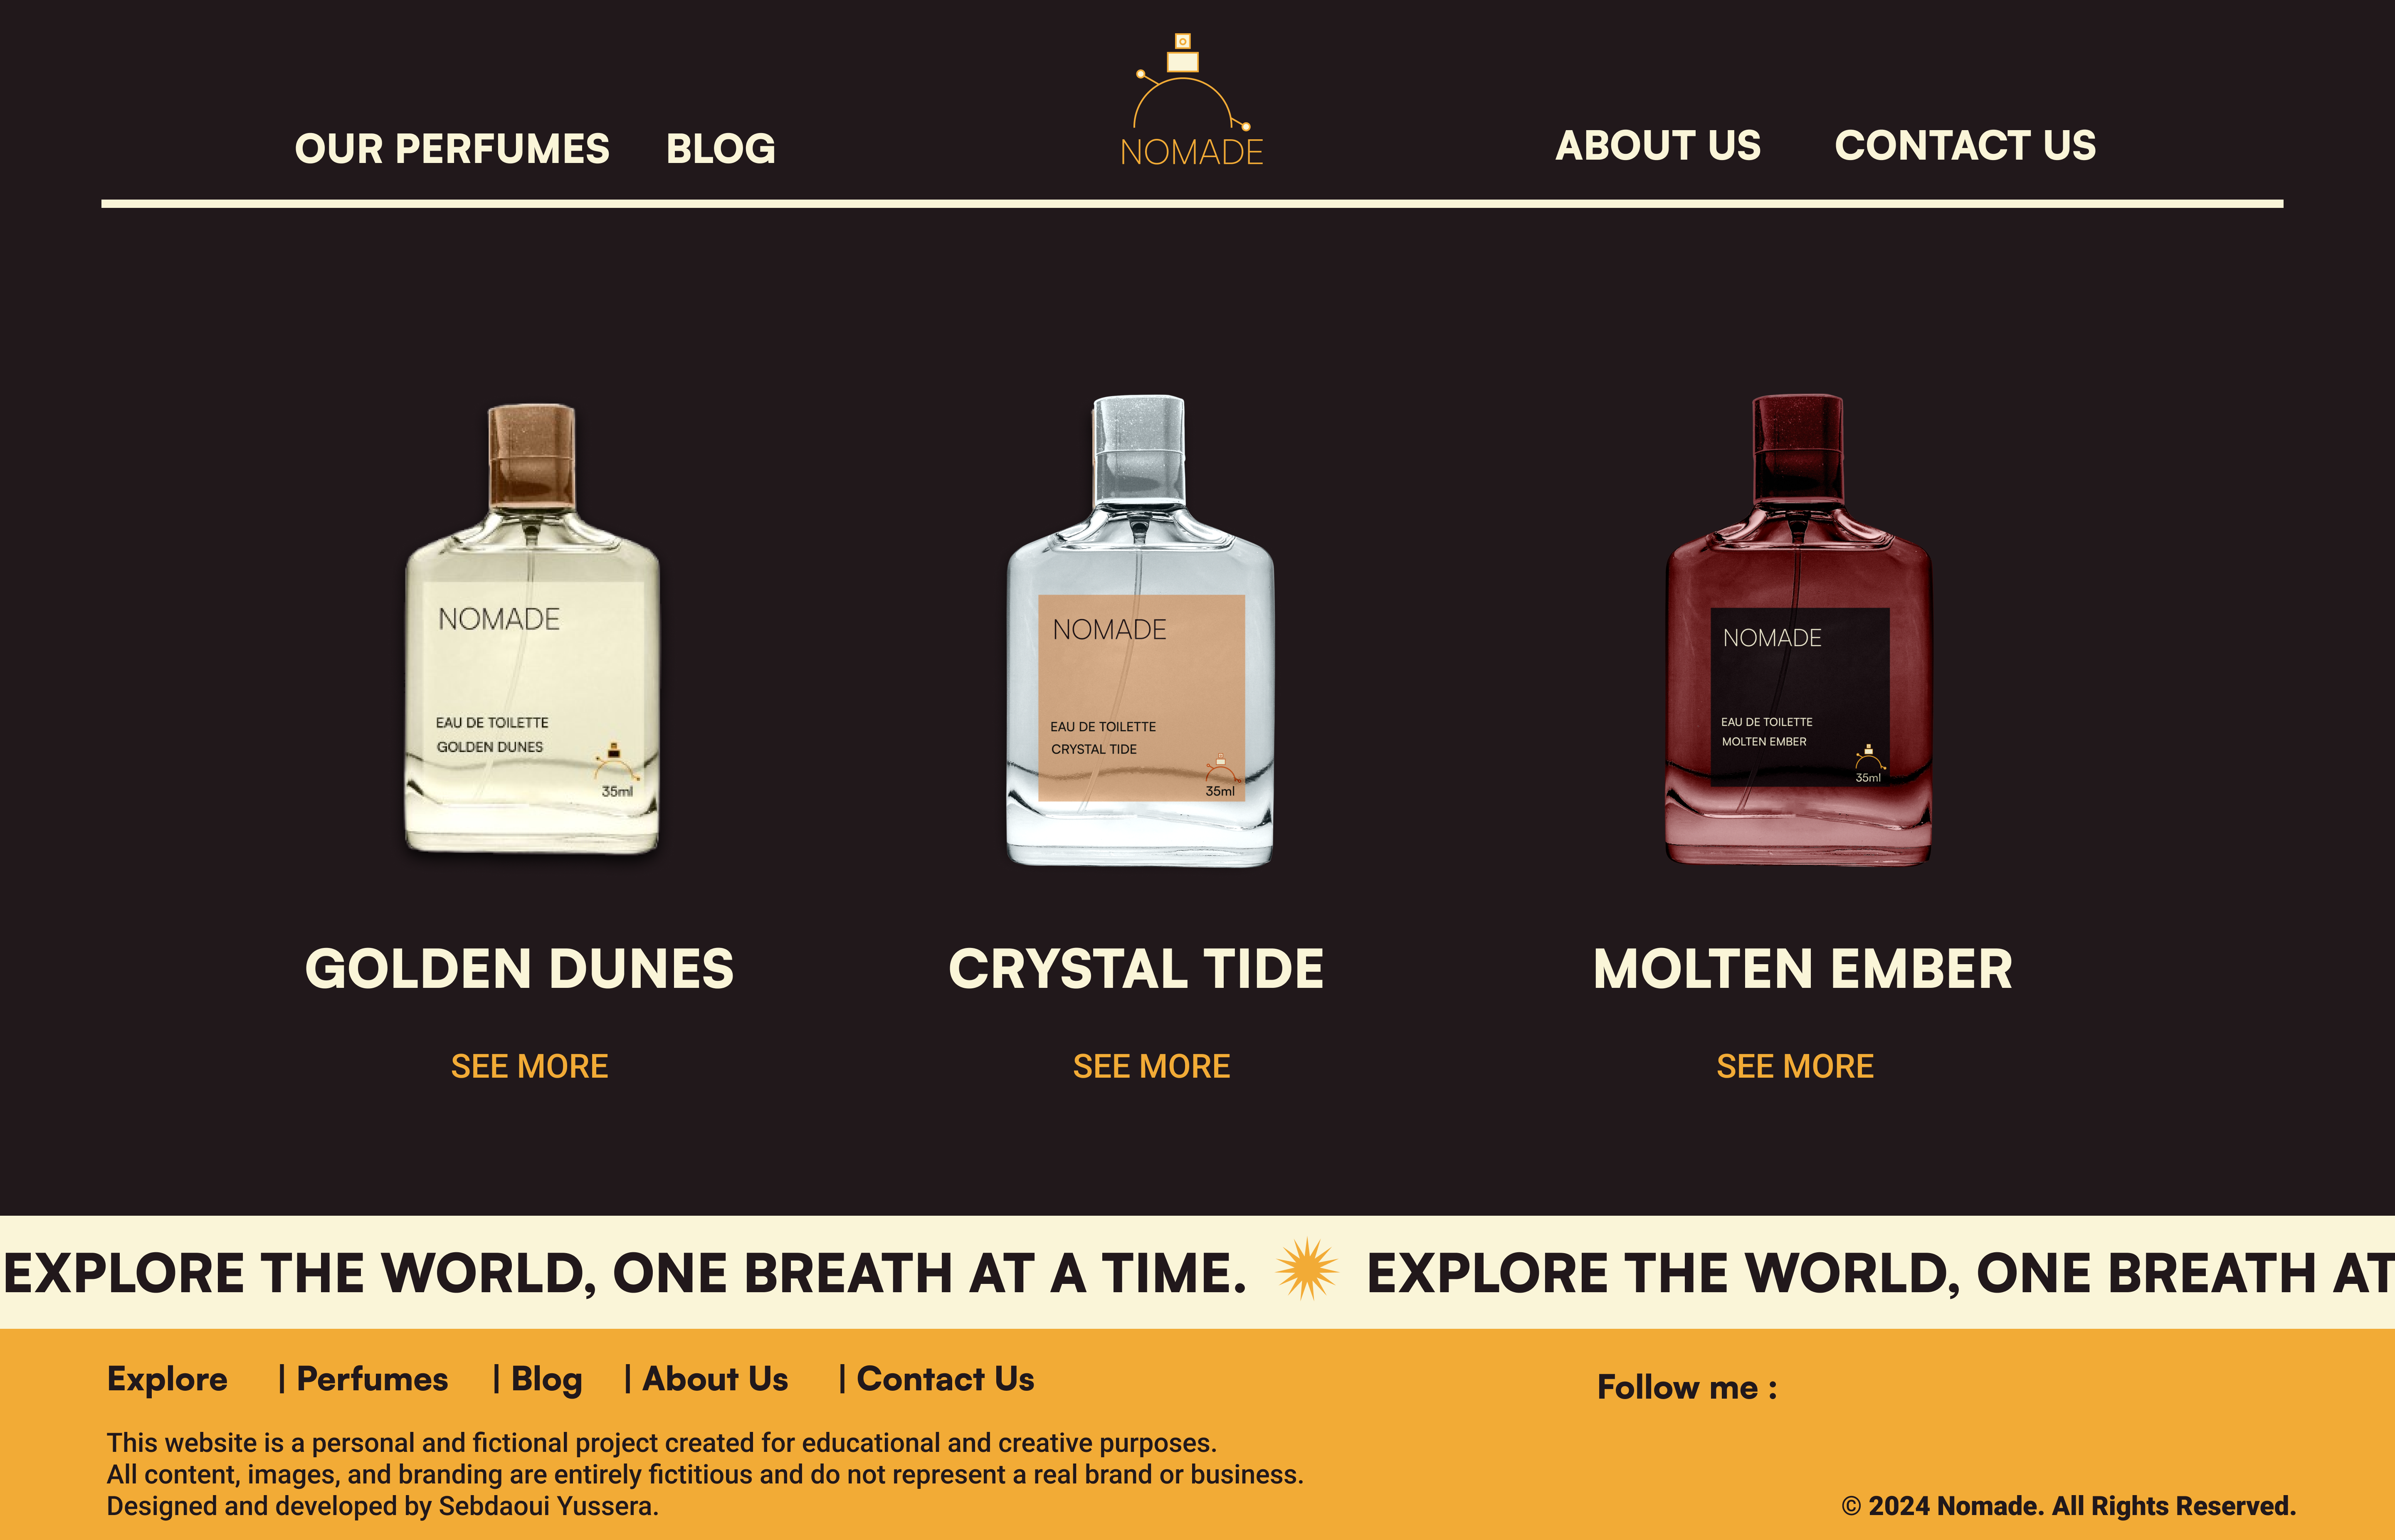 OUR PERFUMES BLOG NOMADE ABOUT US CONTACT US
NOMADE
EAU DE TOILETTE
GOLDEN DUNES
35ml
NOMADE
EAU DE TOILETTE
CRYSTAL TIDE
35ml
NOMADE
EAU DE TOILETTE
MOLTEN EMBER
35ml
GOLDEN DUNES CRYSTAL TIDE MOLTEN EMBER
SEE MORE SEE MORE SEE MORE
EXPLORE THE WORLD, ONE BREATH AT A TIME. EXPLORE THE WORLD, ONE BREATH AT
Explore | Perfumes | Blog | About Us | Contact Us
Follow me :
This website is a personal and fictional project created for educational and creative purposes.
All content, images, and branding are entirely fictitious and do not represent a real brand or business.
Designed and developed by Sebdaoui Yussera.
© 2024 Nomade. All Rights Reserved.